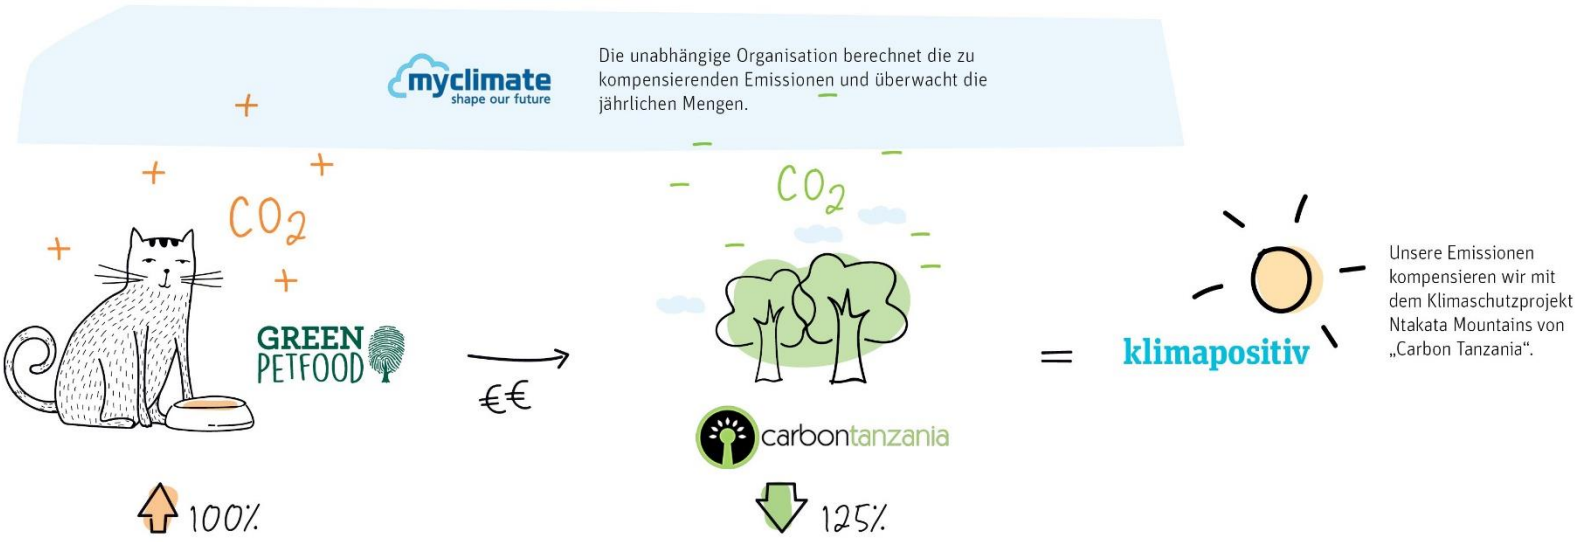 myclimate
shape our future
Die unabhängige Organisation berechnet die zu
kompensierenden Emissionen und überwacht die
jährlichen Mengen.
CO₂
CO₂
GREEN
PETFOOD
€€
carbontanzania
=
klimapositiv
Unsere Emissionen
kompensieren wir mit
dem Klimaschutzprojekt
Ntakata Mountains von
„Carbon Tanzania“.
100%
125%